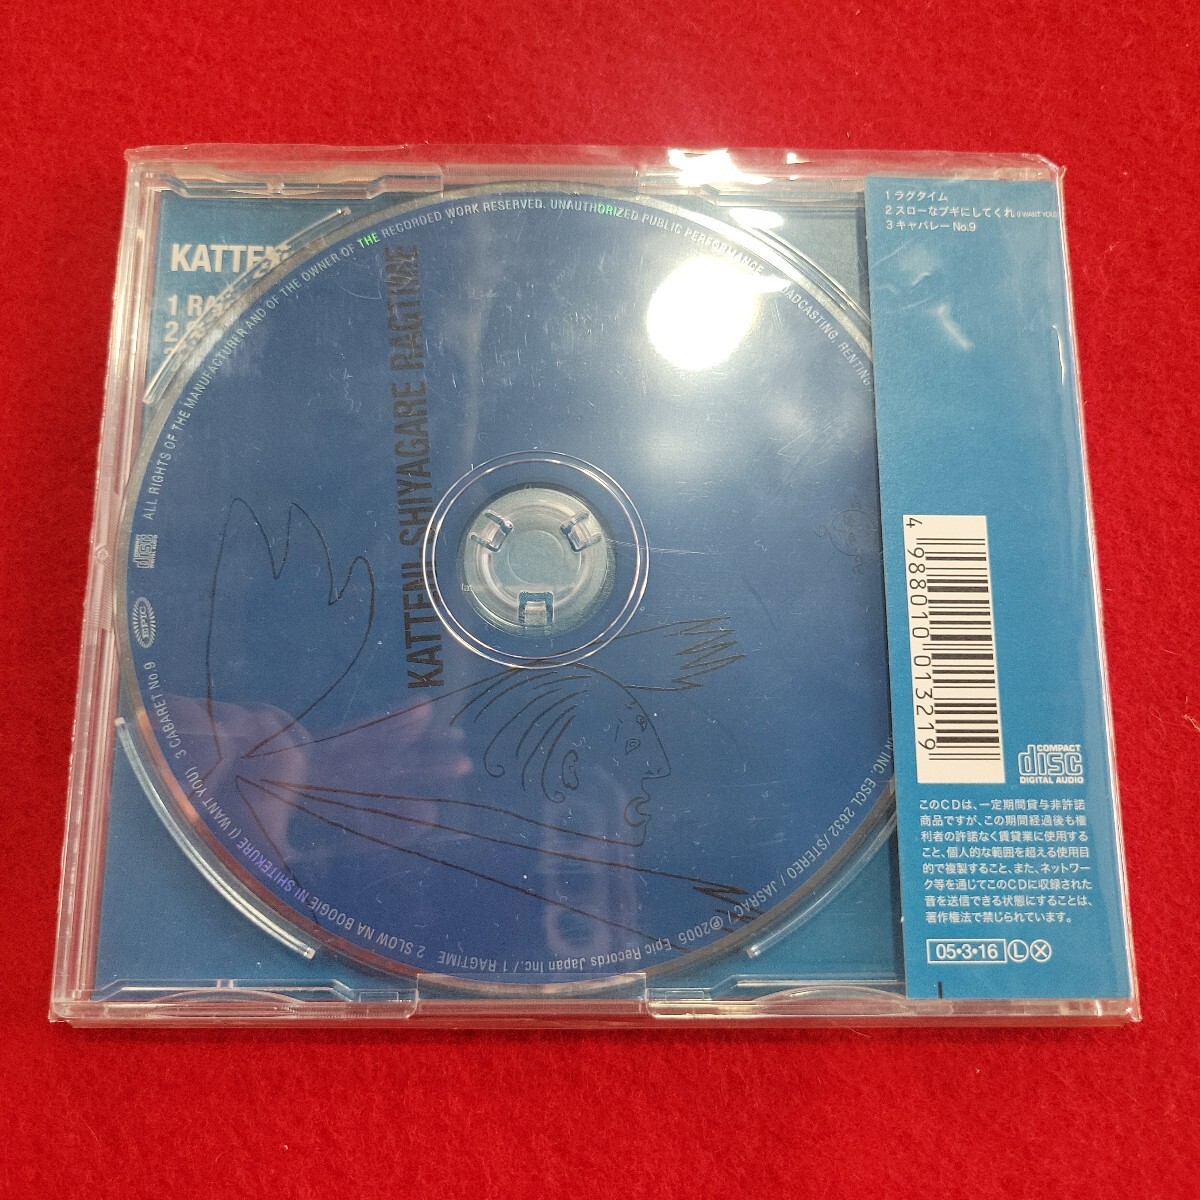 KATTEN
1 RA
2 S
KATTENI-SHIYAGARE RAGTIME
ALL RIGHTS OF THE MANUFACTURER AND OF THE OWNER OF THE RECORDED WORK RESERVED. UNAUTHORIZED PUBLIC PERFORMANCE, BROADCASTING, RENTING
IN INC. ESCL 2632 / STEREO / JASRAC / ℗2005 Epic Records Japan Inc. / 1 RAGTIME 2 SLOW NA BOOGIE NI SHITEKURE (I WANT YOU) 3 CABARET No.9
EPIC
COMPACT
disc
DIGITAL AUDIO
1 ラグタイム
2 スローなブギにしてくれ (I WANT YOU)
3 キャバレー No.9
4 988010 013219
COMPACT
disc
DIGITAL AUDIO
このCDは、一定期間貸与非許諾
商品ですが、この期間経過後も権
利者の許諾なく賃貸業に使用する
こと、個人的な範囲を超える使用目
的で複製すること、また、ネットワー
ク等を通じてこのCDに収録された
音を送信できる状態にすることは、
著作権法で禁じられています。
05・3・16 L X